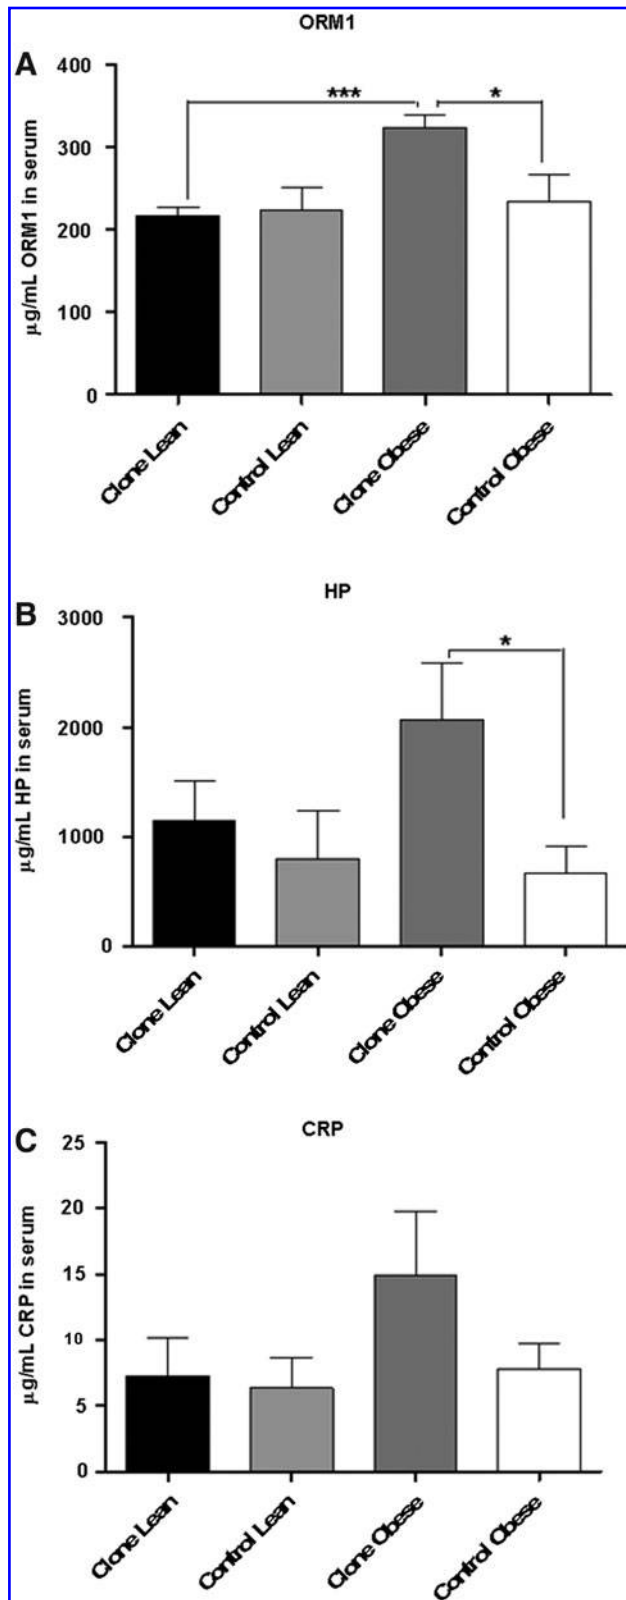 ORM1
A
400
300
200
100
0
μg/mL ORM1 in serum
***
*
Clone Lean
Control Lean
Clone Obese
Control Obese
HP
B
3000
2000
1000
0
μg/mL HP in serum
*
Clone Lean
Control Lean
Clone Obese
Control Obese
CRP
C
25
20
15
10
5
0
μg/mL CRP in serum
Clone Lean
Control Lean
Clone Obese
Control Obese